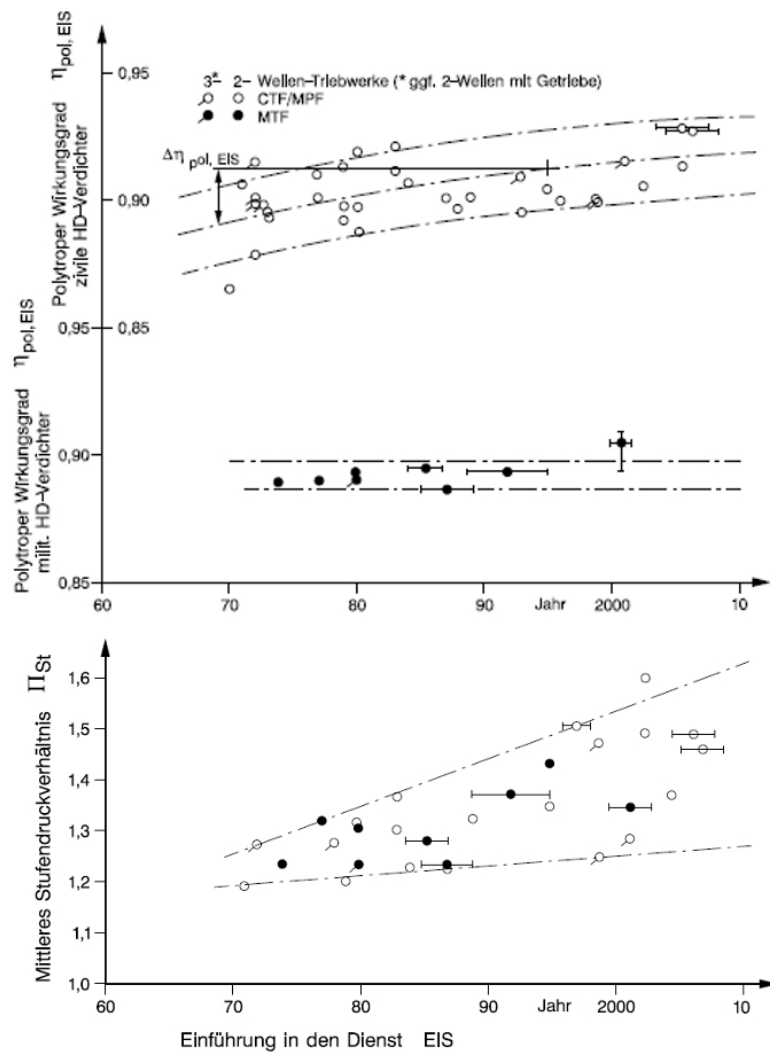 Polytroper Wirkungsgrad η pol, EIS
zivile HD-Verdichter
0,95
0,90
0,85
3* 2- Wellen-Triebwerke (* ggf. 2-Wellen mit Getriebe)
CTF/MPF
MTF
Δη pol, EIS
Polytroper Wirkungsgrad η pol, EIS
milit. HD-Verdichter
0,95
0,90
0,85
60
70
80
90
Jahr
2000
10
Mittleres Stufendruckverhältnis Π St
1,6
1,5
1,4
1,3
1,2
1,1
1,0
60
70
80
90
Jahr
2000
10
Einführung in den Dienst EIS